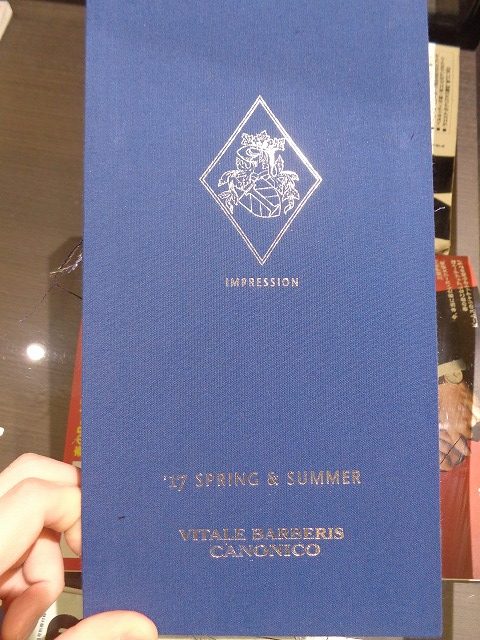 IMPRESSION
'17 SPRING & SUMMER
VITALE BARBERIS
CANONICO